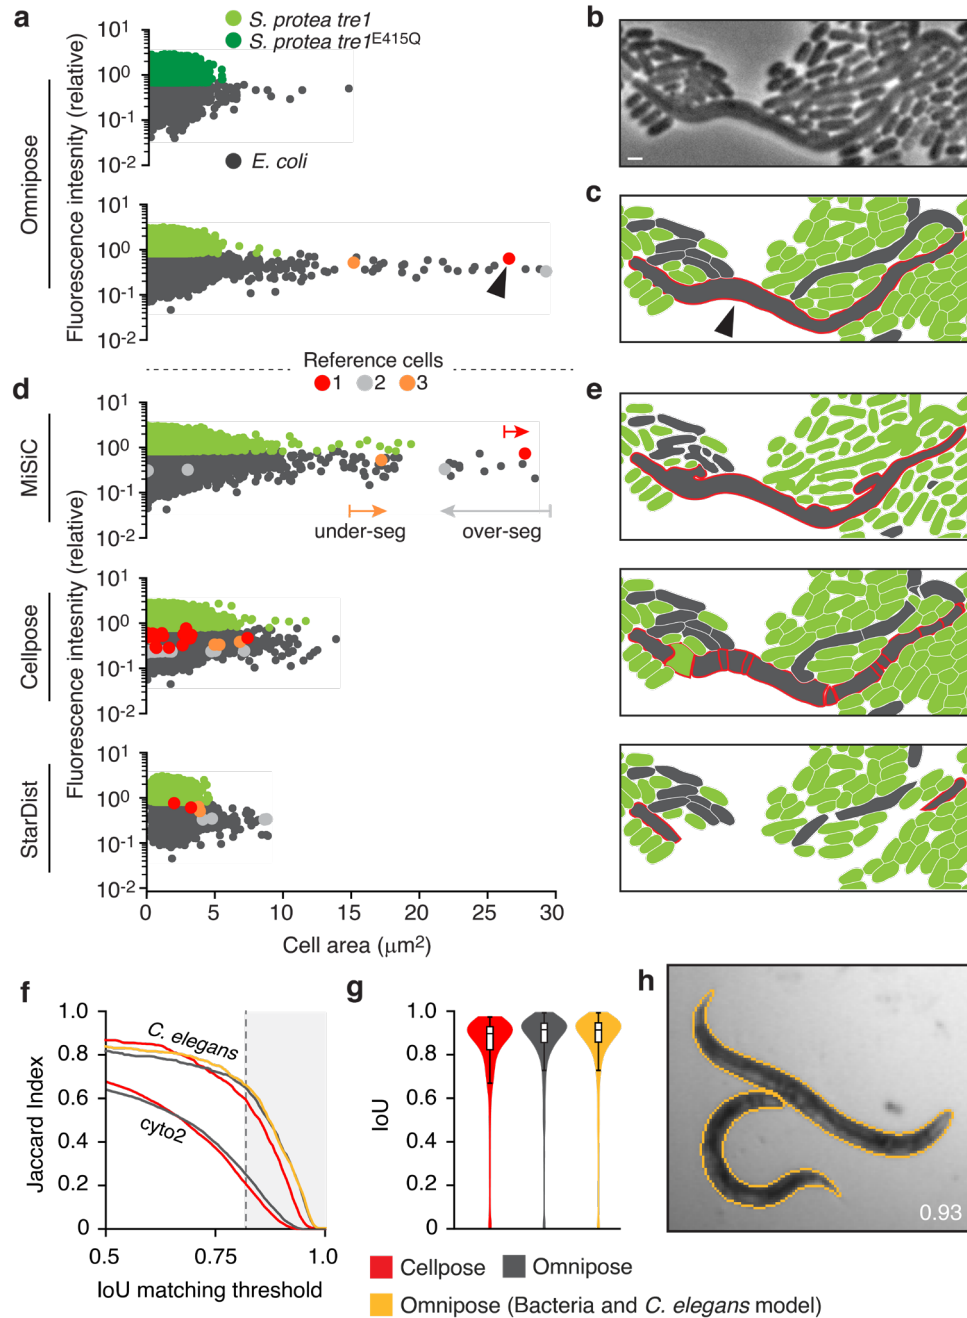 a
S. protea tre1
S. protea tre1E415Q
b
10¹
10⁰
10⁻¹
10⁻²
Fluorescence intesnity (relative)
Omnipose
E. coli
c
10¹
10⁰
10⁻¹
10⁻²
Fluorescence intesnity (relative)
Reference cells
1 2 3
d
e
MiSiC
10¹
10⁰
10⁻¹
10⁻²
under-seg over-seg
Fluorescence intesnity (relative)
Cellpose
10¹
10⁰
10⁻¹
10⁻²
StarDist
10¹
10⁰
10⁻¹
10⁻²
0 5 10 15 20 25 30
Cell area (μm²)
f
1.0
0.8
0.6
0.4
0.2
0
Jaccard Index
C. elegans
cyto2
0.5 0.75 1.0
IoU matching threshold
g
1.0
0.8
0.6
0.4
0.2
0
IoU
h
0.93
Cellpose Omnipose
Omnipose (Bacteria and C. elegans model)